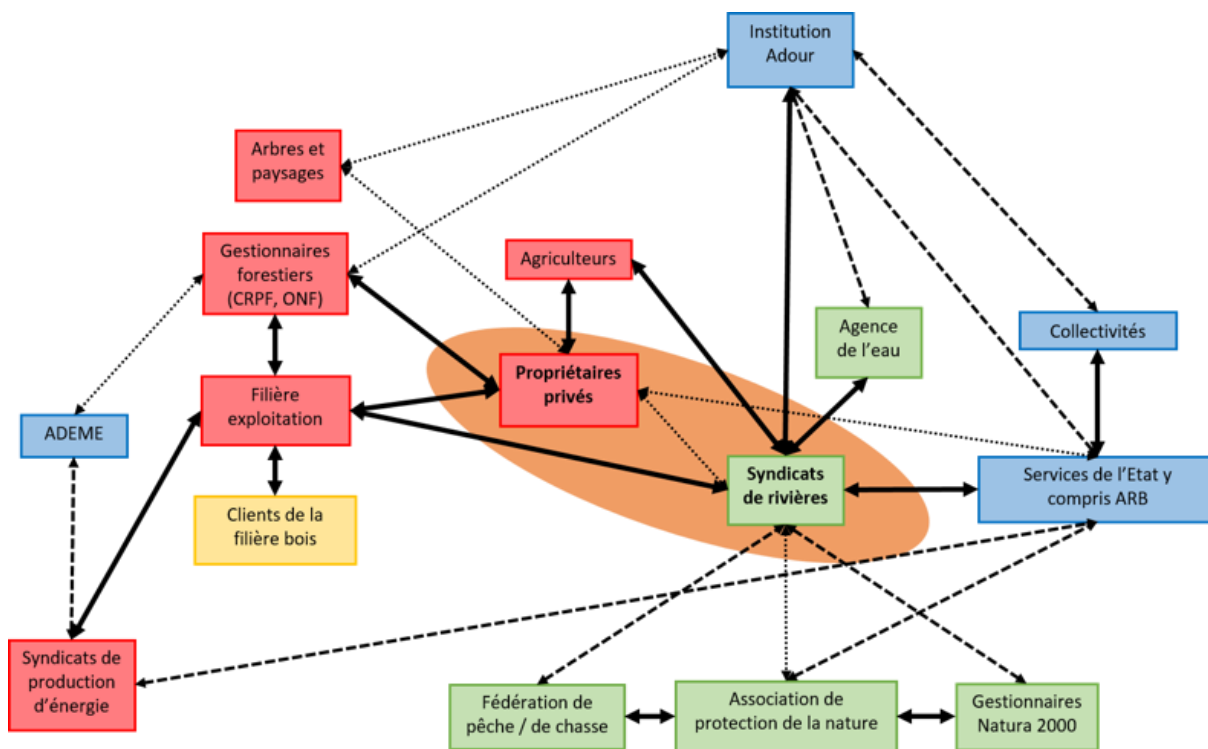 Institution
Adour
Arbres et
paysages
Gestionnaires
forestiers
(CRPF, ONF)
Agriculteurs
Agence
de l'eau
Collectivités
Propriétaires
privés
Filière
exploitation
ADEME
Syndicats
de rivières
Services de l'Etat y
compris ARB
Clients de la
filière bois
Syndicats de
production
d'énergie
Fédération de
pêche / de chasse
Association de
protection de la nature
Gestionnaires
Natura 2000